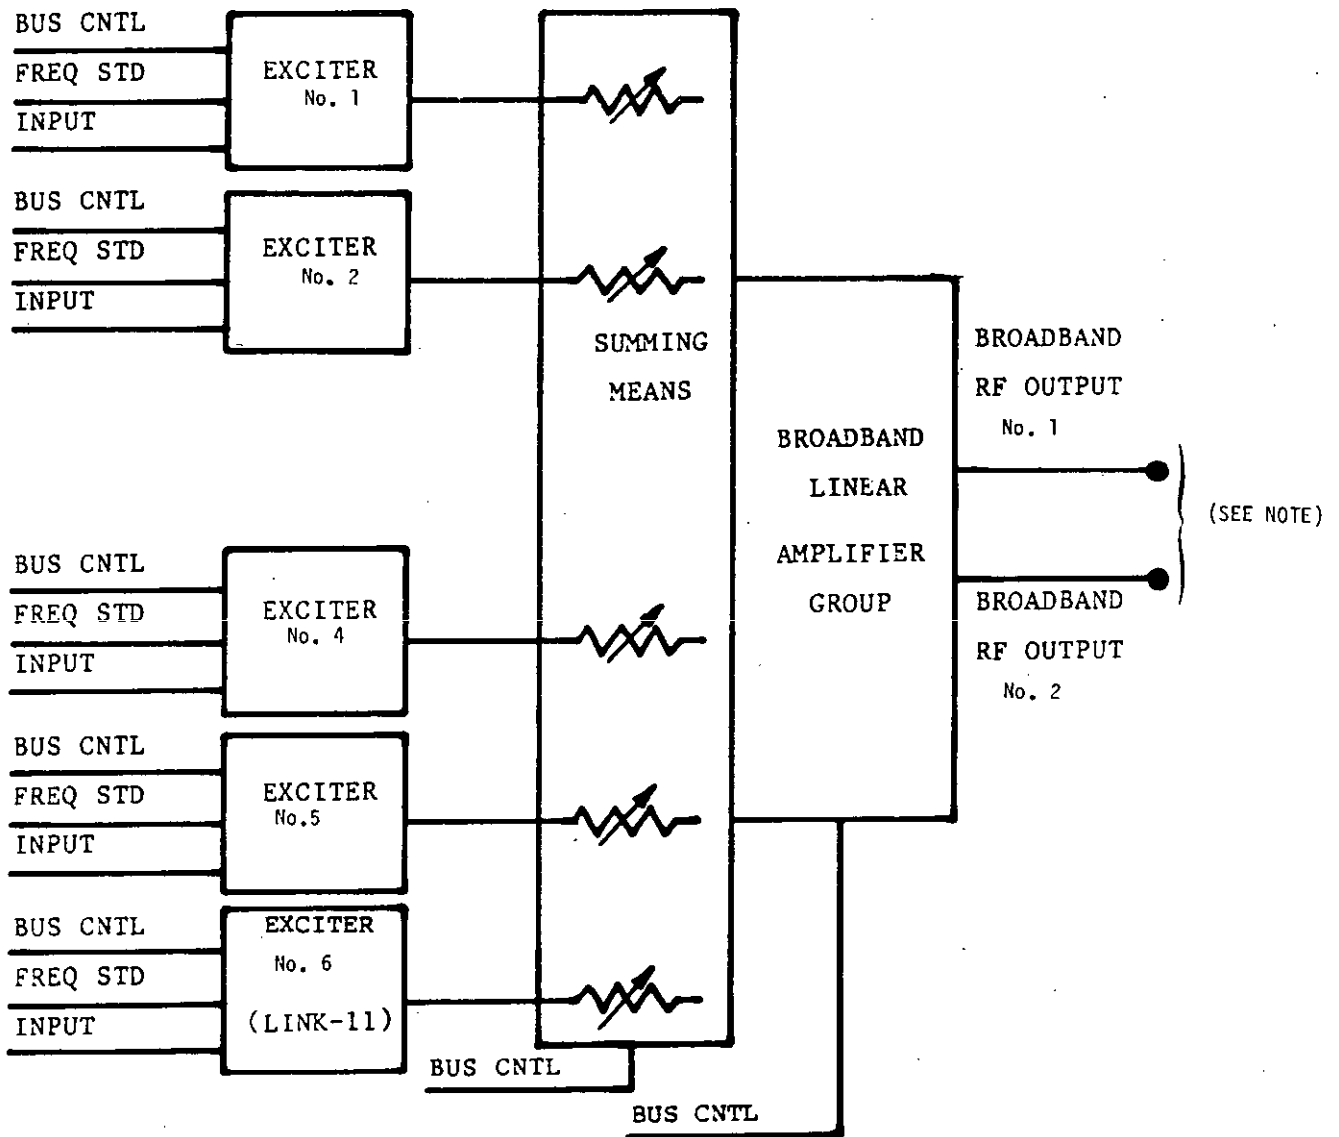 BUS CNTL
FREQ STD
INPUT
EXCITER
No. 1
BUS CNTL
FREQ STD
INPUT
EXCITER
No. 2
SUMMING
MEANS
BROADBAND
LINEAR
AMPLIFIER
GROUP
BROADBAND
RF OUTPUT
No. 1
(SEE NOTE)
BROADBAND
RF OUTPUT
No. 2
BUS CNTL
FREQ STD
INPUT
EXCITER
No. 4
BUS CNTL
FREQ STD
INPUT
EXCITER
No.5
BUS CNTL
FREQ STD
INPUT
EXCITER
No. 6
(LINK-11)
BUS CNTL
BUS CNTL